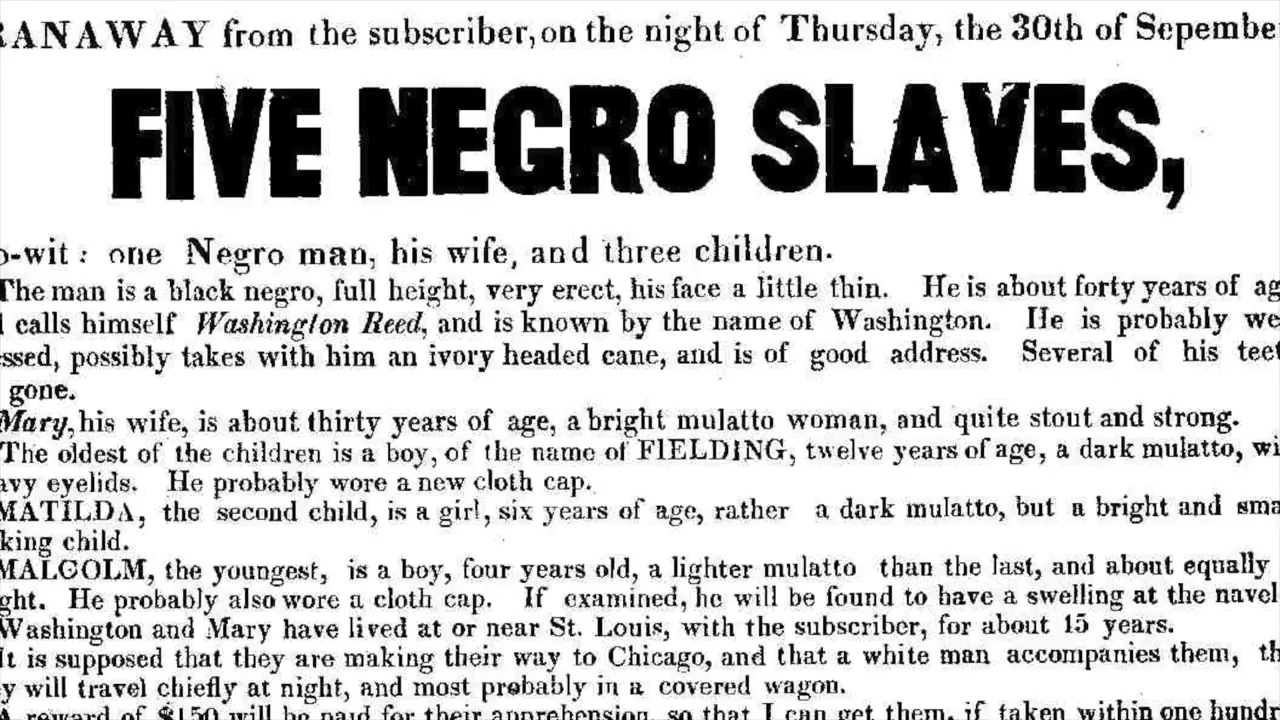 RANAWAY from the subscriber, on the night of Thursday, the 30th of Sepembe
FIVE NEGRO SLAVES,
o-wit : one Negro man, his wife, and three children.
The man is a black negro, full height, very erect, his face a little thin. He is about forty years of ag
l calls himself Washington Reed, and is known by the name of Washington. He is probably we
ssed, possibly takes with him an ivory headed cane, and is of good address. Several of his teet
gone.
Mary, his wife, is about thirty years of age, a bright mulatto woman, and quite stout and strong.
The oldest of the children is a boy, of the name of FIELDING, twelve years of age, a dark mulatto, wi
avy eyelids. He probably wore a new cloth cap.
MATILDA, the second child, is a girl, six years of age, rather a dark mulatto, but a bright and sma
king child.
MALCOLM, the youngest, is a boy, four years old, a lighter mulatto than the last, and about equally
ght. He probably also wore a cloth cap. If examined, he will be found to have a swelling at the navel
Washington and Mary have lived at or near St. Louis, with the subscriber, for about 15 years.
It is supposed that they are making their way to Chicago, and that a white man accompanies them, th
y will travel chiefly at night, and most probably in a covered wagon.
A reward of $150 will be paid for their apprehension, so that I can get them, if taken within one hundr